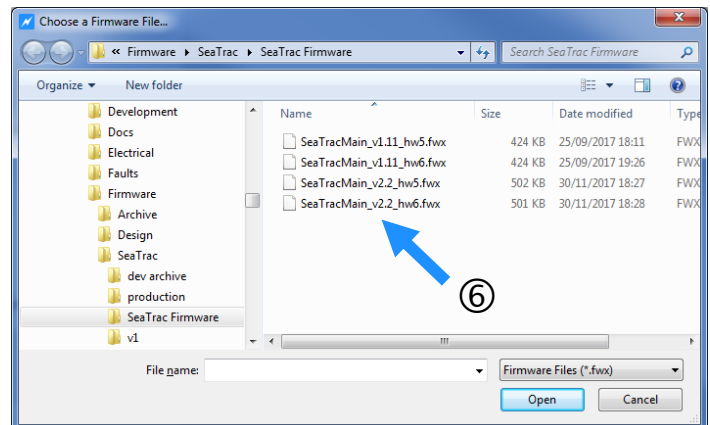 Choose a Firmware File...
« Firmware ▸ SeaTrac ▸ SeaTrac Firmware
Search SeaTrac Firmware
Organize ▾ New folder
Development
Docs
Electrical
Faults
Firmware
Archive
Design
SeaTrac
dev archive
production
SeaTrac Firmware
v1
Name Size Date modified Type
SeaTracMain_v1.11_hw5.fwx 424 KB 25/09/2017 18:11 FWX
SeaTracMain_v1.11_hw6.fwx 424 KB 25/09/2017 19:26 FWX
SeaTracMain_v2.2_hw5.fwx 502 KB 30/11/2017 18:27 FWX
SeaTracMain_v2.2_hw6.fwx 501 KB 30/11/2017 18:28 FWX
⑥
File name:
Firmware Files (*.fwx)
Open Cancel